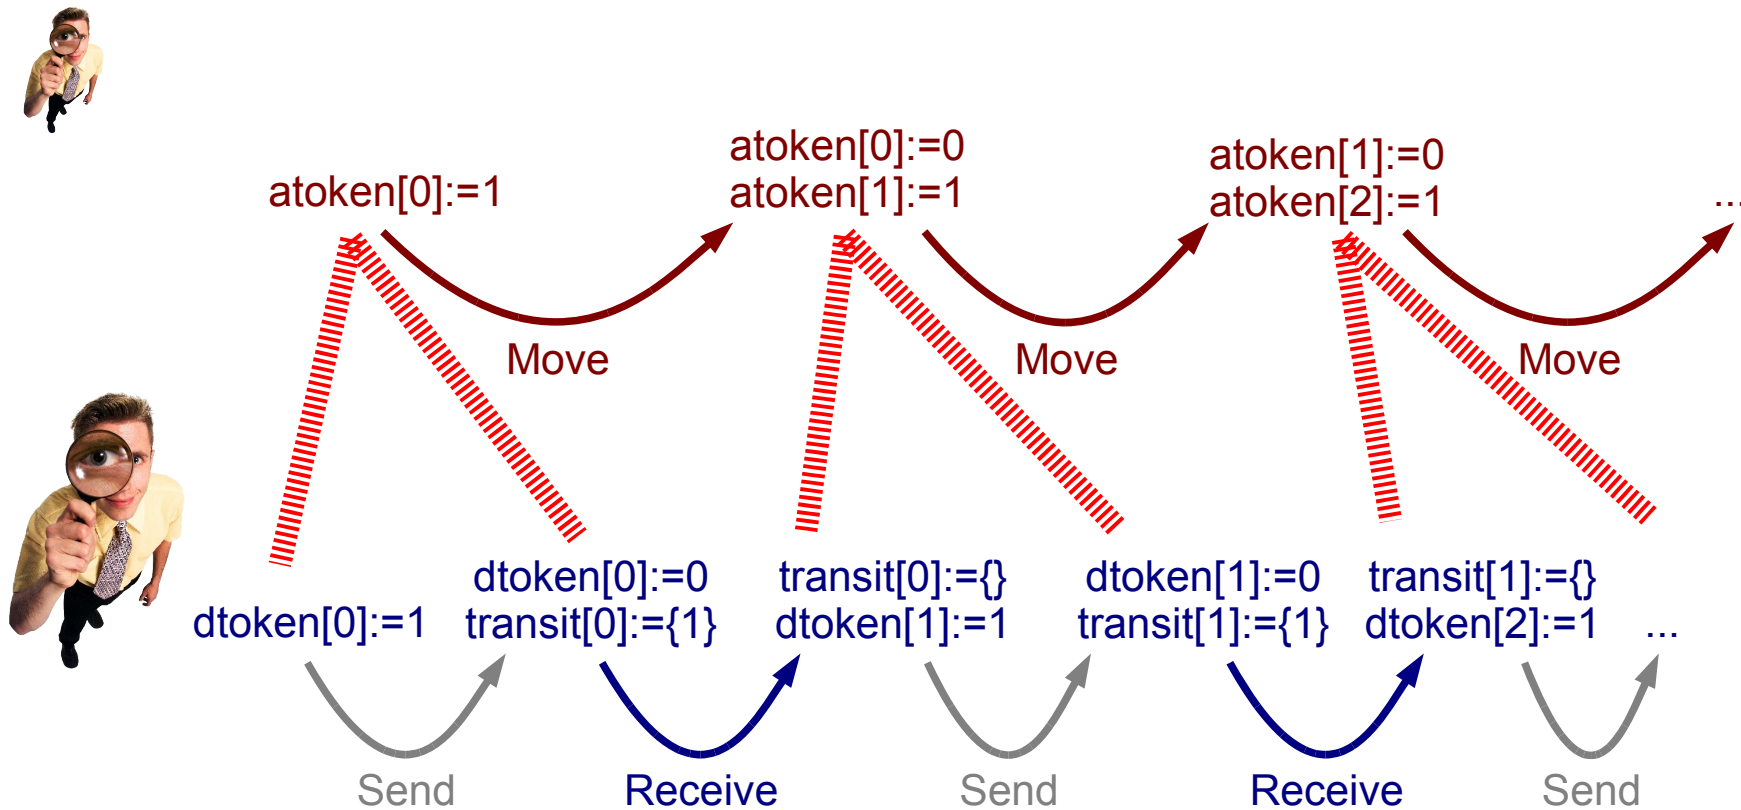 atoken[0]:=1
atoken[0]:=0
atoken[1]:=1
atoken[1]:=0
atoken[2]:=1
...
Move
Move
Move
dtoken[0]:=1
dtoken[0]:=0
transit[0]:={1}
transit[0]:={}
dtoken[1]:=1
dtoken[1]:=0
transit[1]:={1}
transit[1]:={}
dtoken[2]:=1
...
Send
Receive
Send
Receive
Send